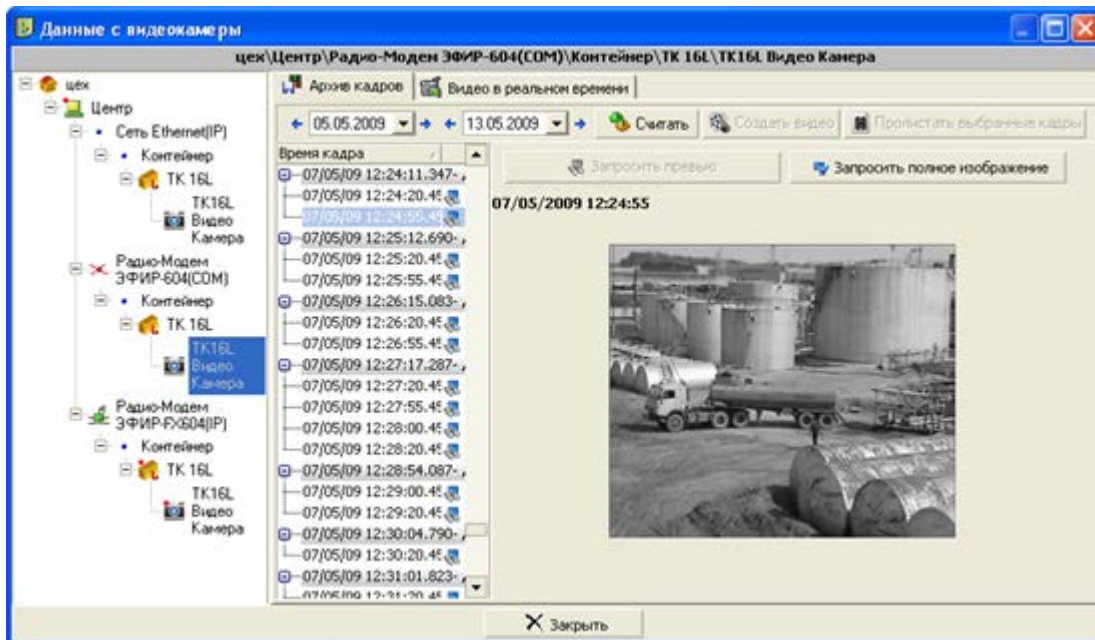 Данные с видеокамеры
цех\Центр\Радио-Модем ЭФИР-604(COM)\Контейнер\ТК 16L\ТК16L Видео Камера
цех
Центр
Сеть Ethernet(IP)
Контейнер
ТК 16L
ТК16L
Видео
Камера
Радио-Модем
ЭФИР-604(COM)
Контейнер
ТК 16L
ТК16L
Видео
Камера
Радио-Модем
ЭФИР-FX604(IP)
Контейнер
ТК 16L
ТК16L
Видео
Камера
Архив кадров
Видео в реальном времени
05.05.2009
13.05.2009
Считать
Создать видео
Пролистать выбранные кадры
Время кадра
07/05/09 12:24:11.347-
07/05/09 12:24:20.45
07/05/09 12:24:55.45
07/05/09 12:25:12.690-
07/05/09 12:25:20.45
07/05/09 12:25:55.45
07/05/09 12:26:15.083-
07/05/09 12:26:20.45
07/05/09 12:26:55.45
07/05/09 12:27:17.287-
07/05/09 12:27:20.45
07/05/09 12:27:55.45
07/05/09 12:28:00.45
07/05/09 12:28:20.45
07/05/09 12:28:54.087-
07/05/09 12:29:00.45
07/05/09 12:29:20.45
07/05/09 12:30:04.790-
07/05/09 12:30:20.45
07/05/09 12:31:01.823-
07/05/09 12:31:20.45
Запросить превью
Запросить полное изображение
07/05/2009 12:24:55
Закрыть